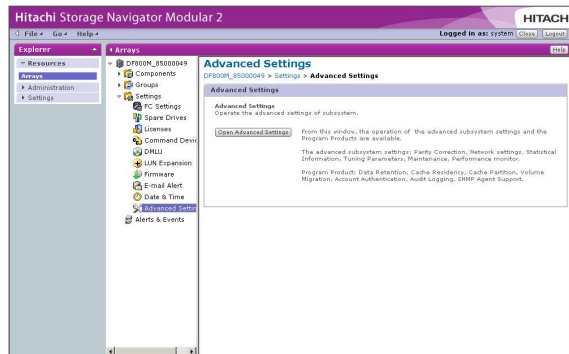 Hitachi Storage Navigator Modular 2
HITACH
File Go Help
Logged in as: system Close Logout
Explorer
Arrays
Help
Resources
Arrays
Administration
Settings
DF800M_85000049
Components
Groups
Settings
FC Settings
Spare Drives
Licenses
Command Devic
DMLU
LUN Expansion
Firmware
E-mail Alert
Date & Time
Advanced Settin
Alerts & Events
Advanced Settings
DF800M_85000049 > Settings > Advanced Settings
Advanced Settings
Advanced Settings
Operate the advanced settings of subsystem.
Open Advanced Settings
From this window, the operation of the advanced subsystem settings and the
Program Products are available.
The advanced subsystem settings: Parity Correction, Network settings, Statistical
Information, Tuning Parameters, Maintenance, Performance monitor.
Program Product: Data Retention, Cache Residency, Cache Partition, Volume
Migration, Account Authentication, Audit Logging, SNMP Agent Support.